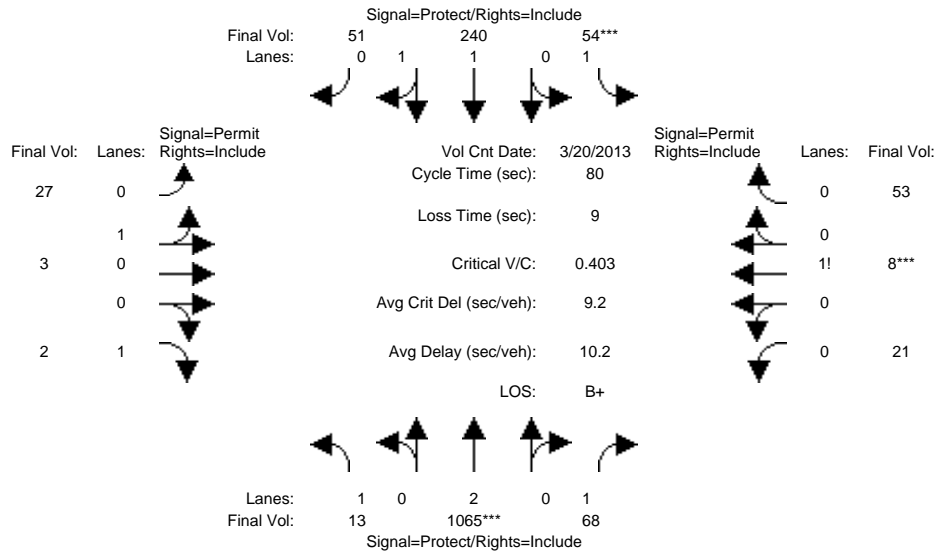 Signal=Protect/Rights=Include
Final Vol: 51 240 54***
Lanes: 0 1 1 0 1
Signal=Permit
Final Vol: Lanes: Rights=Include
Vol Cnt Date: 3/20/2013
Signal=Permit
Rights=Include Lanes: Final Vol:
Cycle Time (sec): 80
27 0
0 53
Loss Time (sec): 9
1
0
3 0
Critical V/C: 0.403
1! 8***
0
Avg Crit Del (sec/veh): 9.2
0
2 1
Avg Delay (sec/veh): 10.2
0 21
LOS: B+
Lanes: 1 0 2 0 1
Final Vol: 13 1065*** 68
Signal=Protect/Rights=Include